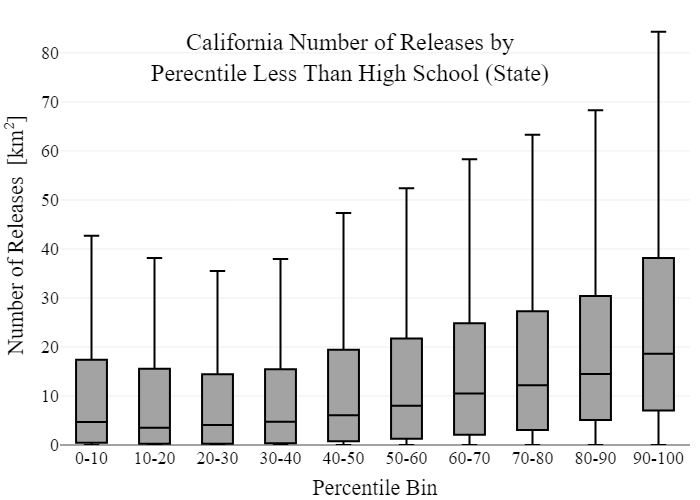 California Number of Releases by
Perecntile Less Than High School (State)
Number of Releases [km²]
80
70
60
50
40
30
20
10
0
0-10 10-20 20-30 30-40 40-50 50-60 60-70 70-80 80-90 90-100
Percentile Bin